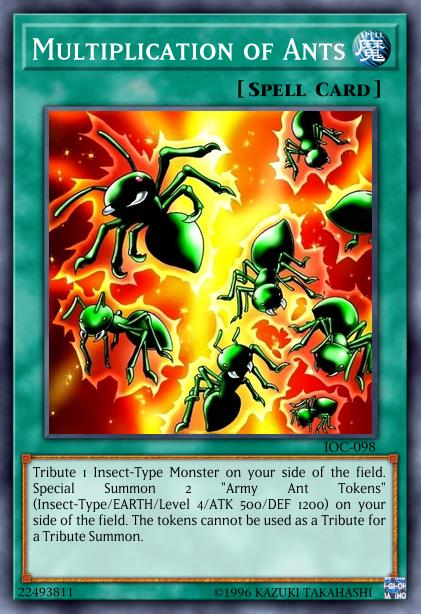 MULTIPLICATION OF ANTS
SPELL
魔
[SPELL CARD]
IOC-098
Tribute 1 Insect-Type Monster on your side of the field.
Special Summon 2 "Army Ant Tokens"
(Insect-Type/EARTH/Level 4/ATK 500/DEF 1200) on your
side of the field. The tokens cannot be used as a Tribute for
a Tribute Summon.
22493811
©1996 KAZUKI TAKAHASHI